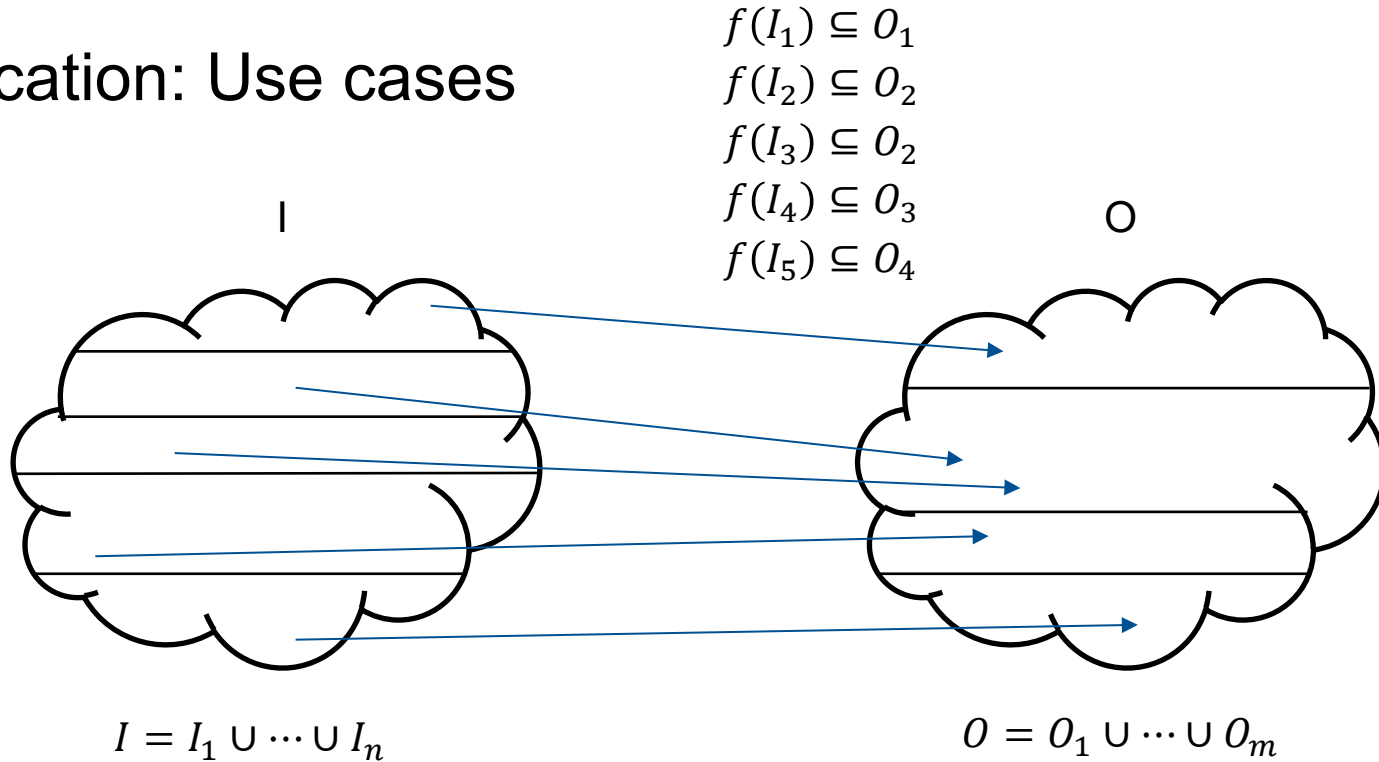 cation: Use cases
𝑓(𝐼₁) ⊆ 𝑂₁
𝑓(𝐼₂) ⊆ 𝑂₂
𝑓(𝐼₃) ⊆ 𝑂₂
𝑓(𝐼₄) ⊆ 𝑂₃
𝑓(𝐼₅) ⊆ 𝑂₄
I
O
𝐼 = 𝐼₁ ∪ ⋯ ∪ 𝐼ₙ
𝑂 = 𝑂₁ ∪ ⋯ ∪ 𝑂ₘ